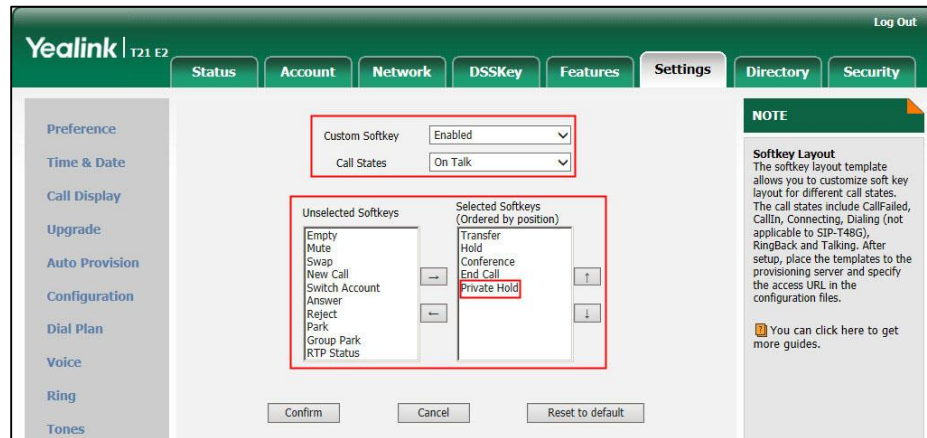 Log Out
Yealink | T21 E2
Status Account Network DSSKey Features Settings Directory Security
Preference
Time & Date
Call Display
Upgrade
Auto Provision
Configuration
Dial Plan
Voice
Ring
Tones
Custom Softkey Enabled
Call States On Talk
Unselected Softkeys
Empty
Mute
Swap
New Call
Switch Account
Answer
Reject
Park
Group Park
RTP Status
→
←
Selected Softkeys
(Ordered by position)
Transfer
Hold
Conference
End Call
Private Hold
↑
↓
Confirm Cancel Reset to default
NOTE
Softkey Layout
The softkey layout template
allows you to customize soft key
layout for different call states.
The call states include CallFailed,
CallIn, Connecting, Dialing (not
applicable to SIP-T48G),
RingBack and Talking. After
setup, place the templates to the
provisioning server and specify
the access URL in the
configuration files.
You can click here to get
more guides.